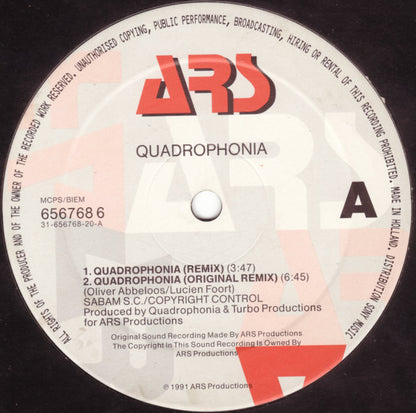 ALL RIGHTS OF THE PRODUCER AND OF THE OWNER OF THE RECORDED WORK RESERVED. UNAUTHORISED COPYING, PUBLIC PERFORMANCE, BROADCASTING, HIRING OR RENTAL OF THIS RECORDING PROHIBITED. MADE IN HOLLAND. DISTRIBUTION SONY MUSIC
ARS
QUADROPHONIA
MCPS/BIEM
656768 6
31-656768-20-A
A
1. QUADROPHONIA (REMIX) (3:47)
2. QUADROPHONIA (ORIGINAL REMIX) (6:45)
(Oliver Abbeloos/Lucien Foort)
SABAM S.C./COPYRIGHT CONTROL
Produced by Quadrophonia & Turbo Productions
for ARS Productions
Original Sound Recording Made By ARS Productions
The Copyright in This Sound Recording Is Owned By
ARS Productions
℗ 1991 ARS Productions